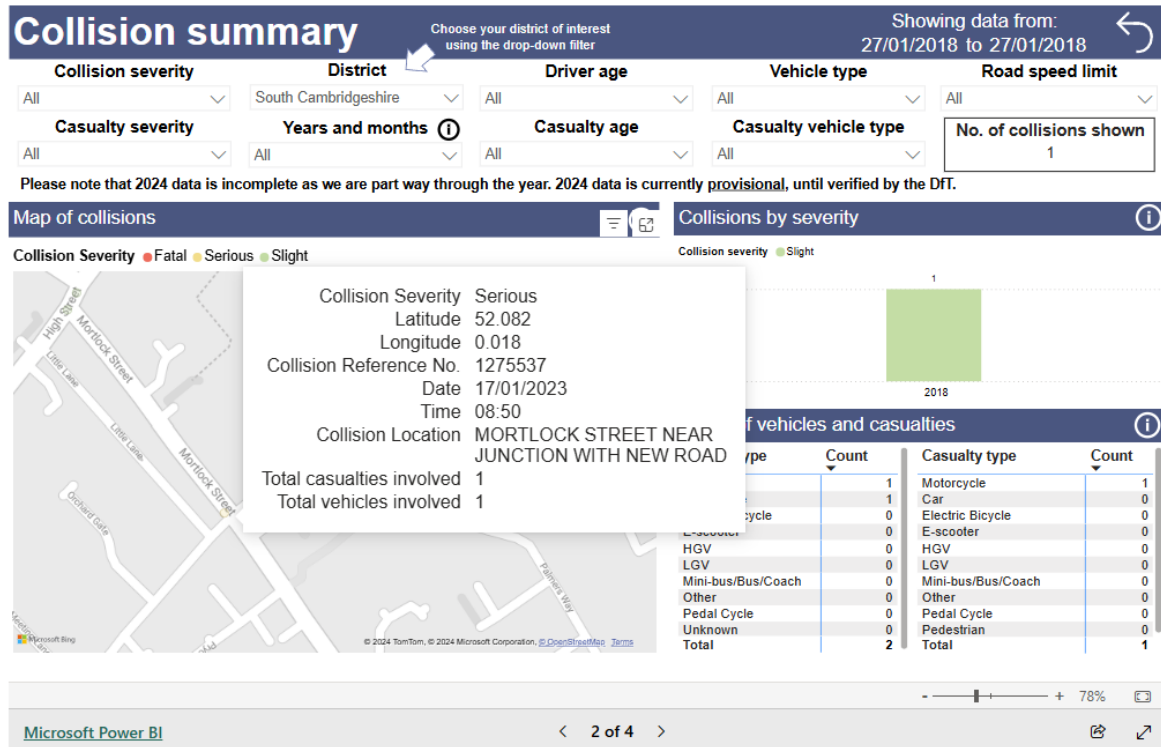 Collision summary
Choose your district of interest
using the drop-down filter
Showing data from:
27/01/2018 to 27/01/2018
Collision severity
District
Driver age
Vehicle type
Road speed limit
All
South Cambridgeshire
All
All
All
Casualty severity
Years and months
Casualty age
Casualty vehicle type
No. of collisions shown
All
All
All
All
1
Please note that 2024 data is incomplete as we are part way through the year. 2024 data is currently provisional, until verified by the DfT.
Map of collisions
Collision Severity Fatal Serious Slight
High Street
Mortlock Street
Little Lane
Little Lane
Mortlock Street
Orchard Gate
Palmers Way
Microsoft Bing
© 2024 TomTom, © 2024 Microsoft Corporation, © OpenStreetMap Terms
Collision Severity Serious
Latitude 52.082
Longitude 0.018
Collision Reference No. 1275537
Date 17/01/2023
Time 08:50
Collision Location MORTLOCK STREET NEAR
JUNCTION WITH NEW ROAD
Total casualties involved 1
Total vehicles involved 1
Collisions by severity
Collision severity Slight
1
2018
f vehicles and casualties
ype Count
1
1
cycle 0
E-scooter 0
HGV 0
LGV 0
Mini-bus/Bus/Coach 0
Other 0
Pedal Cycle 0
Unknown 0
Total 2
Casualty type Count
Motorcycle 1
Car 0
Electric Bicycle 0
E-scooter 0
HGV 0
LGV 0
Mini-bus/Bus/Coach 0
Other 0
Pedal Cycle 0
Pedestrian 0
Total 1
- + 78%
Microsoft Power BI
< 2 of 4 >